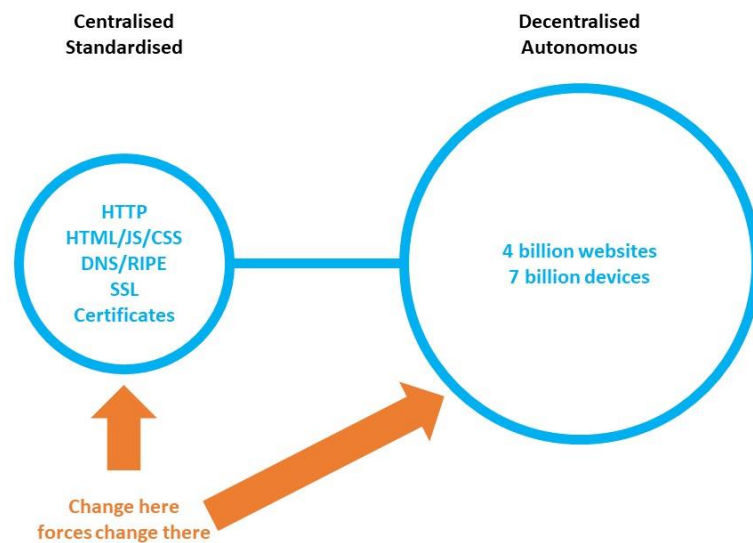 Centralised
Standardised
Decentralised
Autonomous
HTTP
HTML/JS/CSS
DNS/RIPE
SSL
Certificates
4 billion websites
7 billion devices
Change here
forces change there